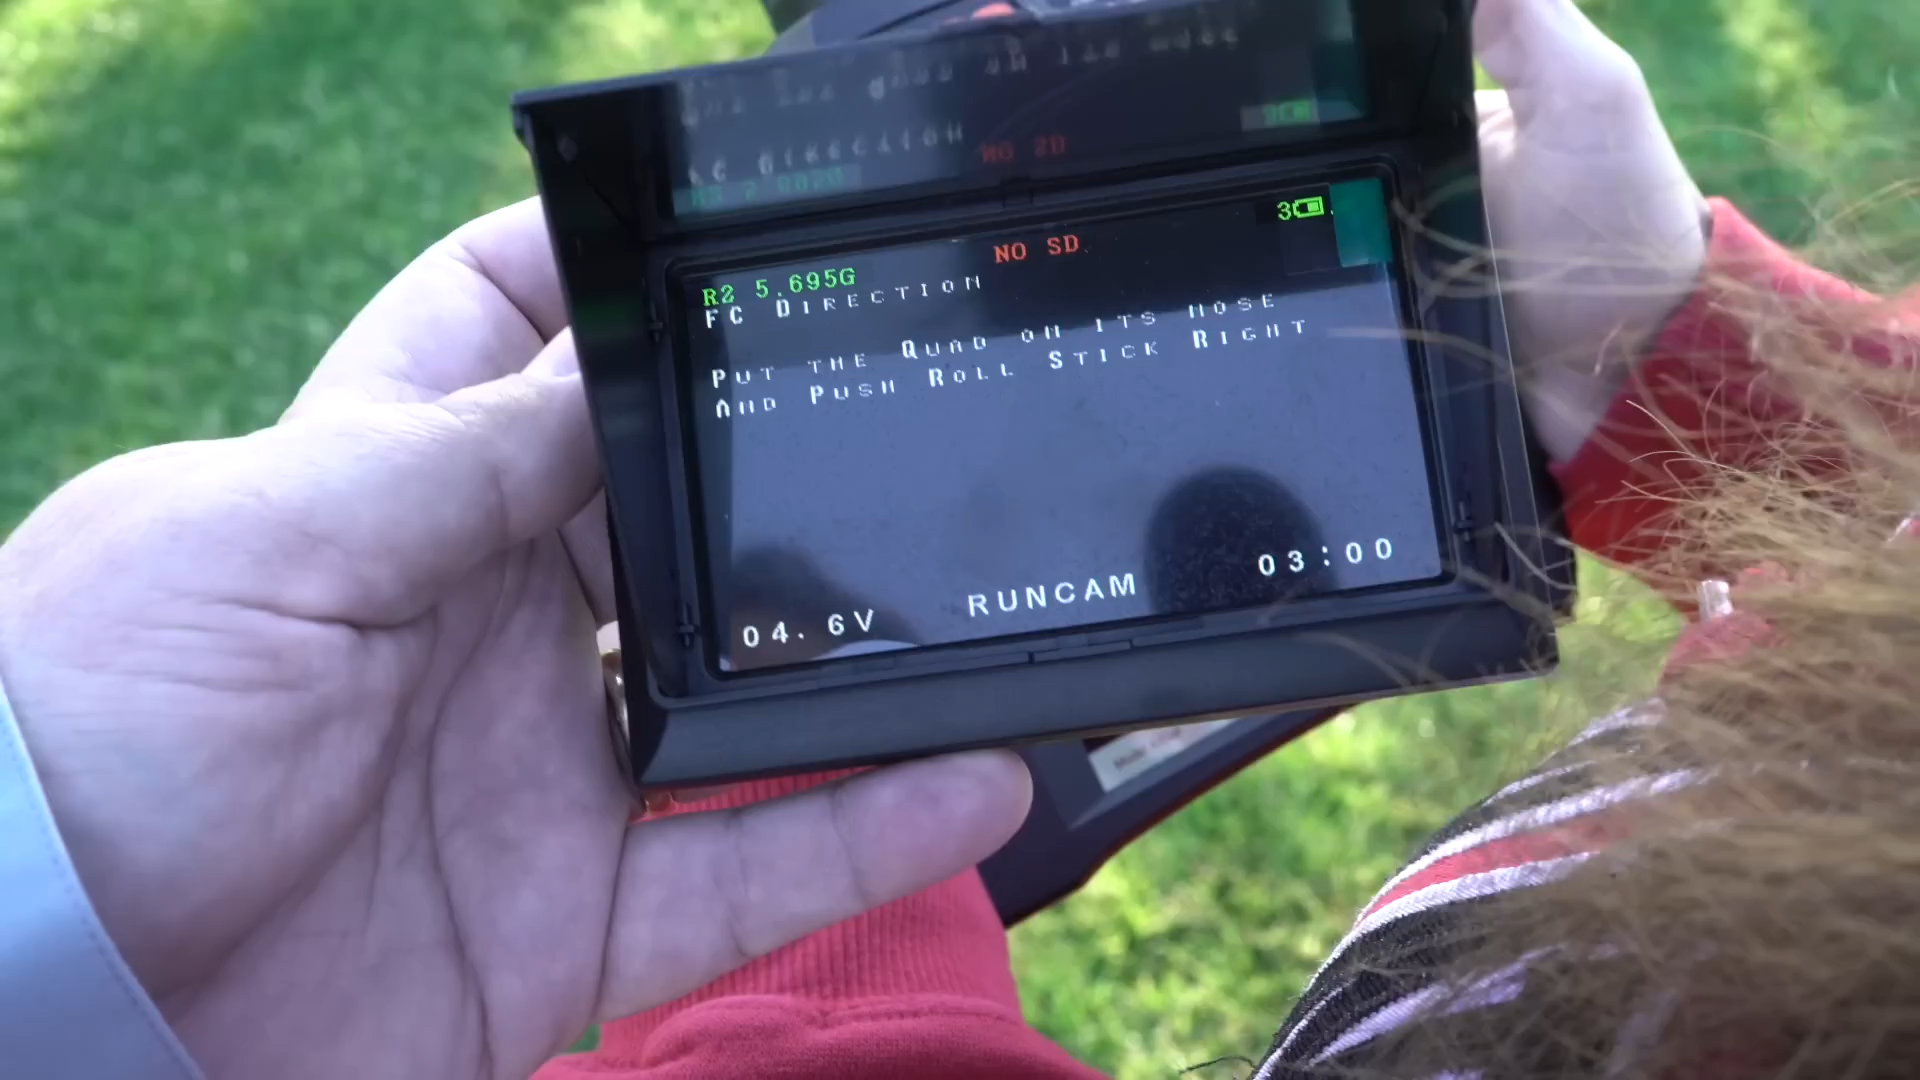 NO SD
3
R2 5.695G
FC DIRECTION
PUT THE QUAD ON ITS NOSE
AND PUSH ROLL STICK RIGHT
04.6V RUNCAM 03:00